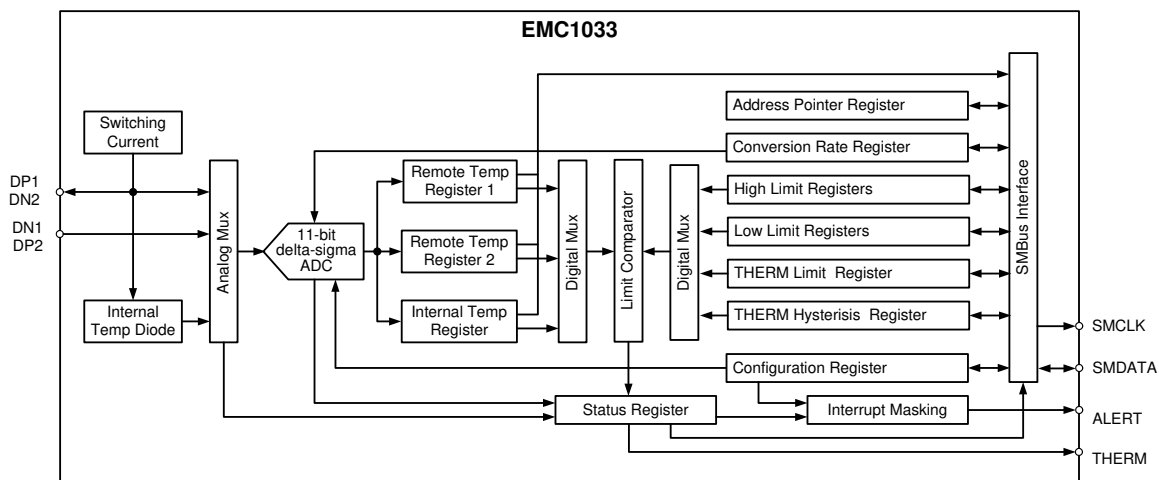 EMC1033
Switching
Current
DP1
DN2
DN1
DP2
Analog Mux
Internal
Temp Diode
11-bit
delta-sigma
ADC
Remote Temp
Register 1
Remote Temp
Register 2
Internal Temp
Register
Digital Mux
Limit Comparator
Digital Mux
Address Pointer Register
Conversion Rate Register
High Limit Registers
Low Limit Registers
THERM Limit Register
THERM Hysterisis Register
Configuration Register
SMBus Interface
Status Register
Interrupt Masking
SMCLK
SMDATA
ALERT
THERM